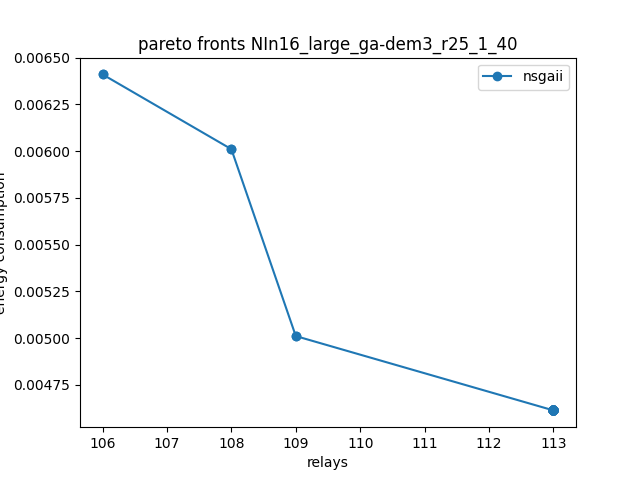 pareto fronts NIn16_large_ga-dem3_r25_1_40
nsgaii
0.00650
0.00625
0.00600
0.00575
0.00550
0.00525
0.00500
0.00475
energy consumption
106 107 108 109 110 111 112 113
relays